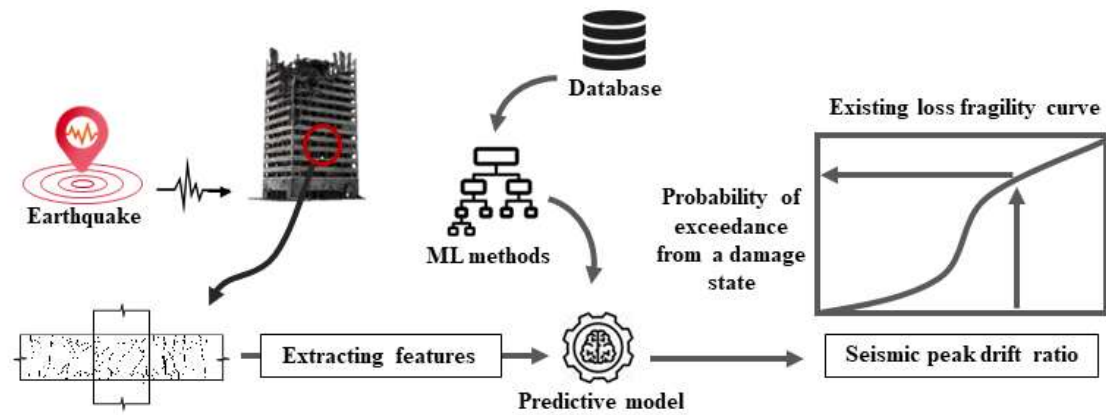 Database
Existing loss fragility curve
Earthquake
ML methods
Probability of
exceedance
from a damage
state
Extracting features
Predictive model
Seismic peak drift ratio